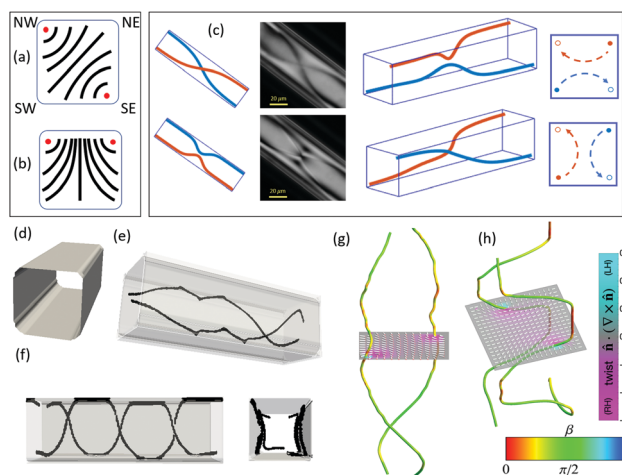 NW NE
(a)
SW SE
(b)
(c)
20 μm
20 μm
(d)
(e)
(f)
(g)
(h)
(LH)
twist n̂ · (∇ × n̂)
(RH)
β
0 π/2